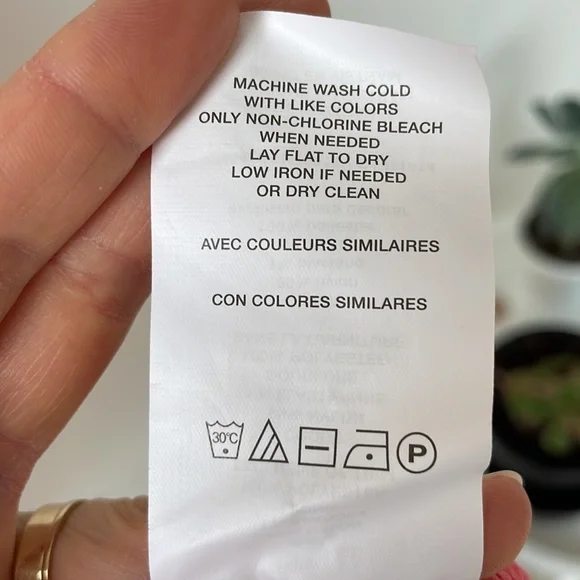 MACHINE WASH COLD
WITH LIKE COLORS
ONLY NON-CHLORINE BLEACH
WHEN NEEDED
LAY FLAT TO DRY
LOW IRON IF NEEDED
OR DRY CLEAN
AVEC COULEURS SIMILAIRES
CON COLORES SIMILARES
30°C P